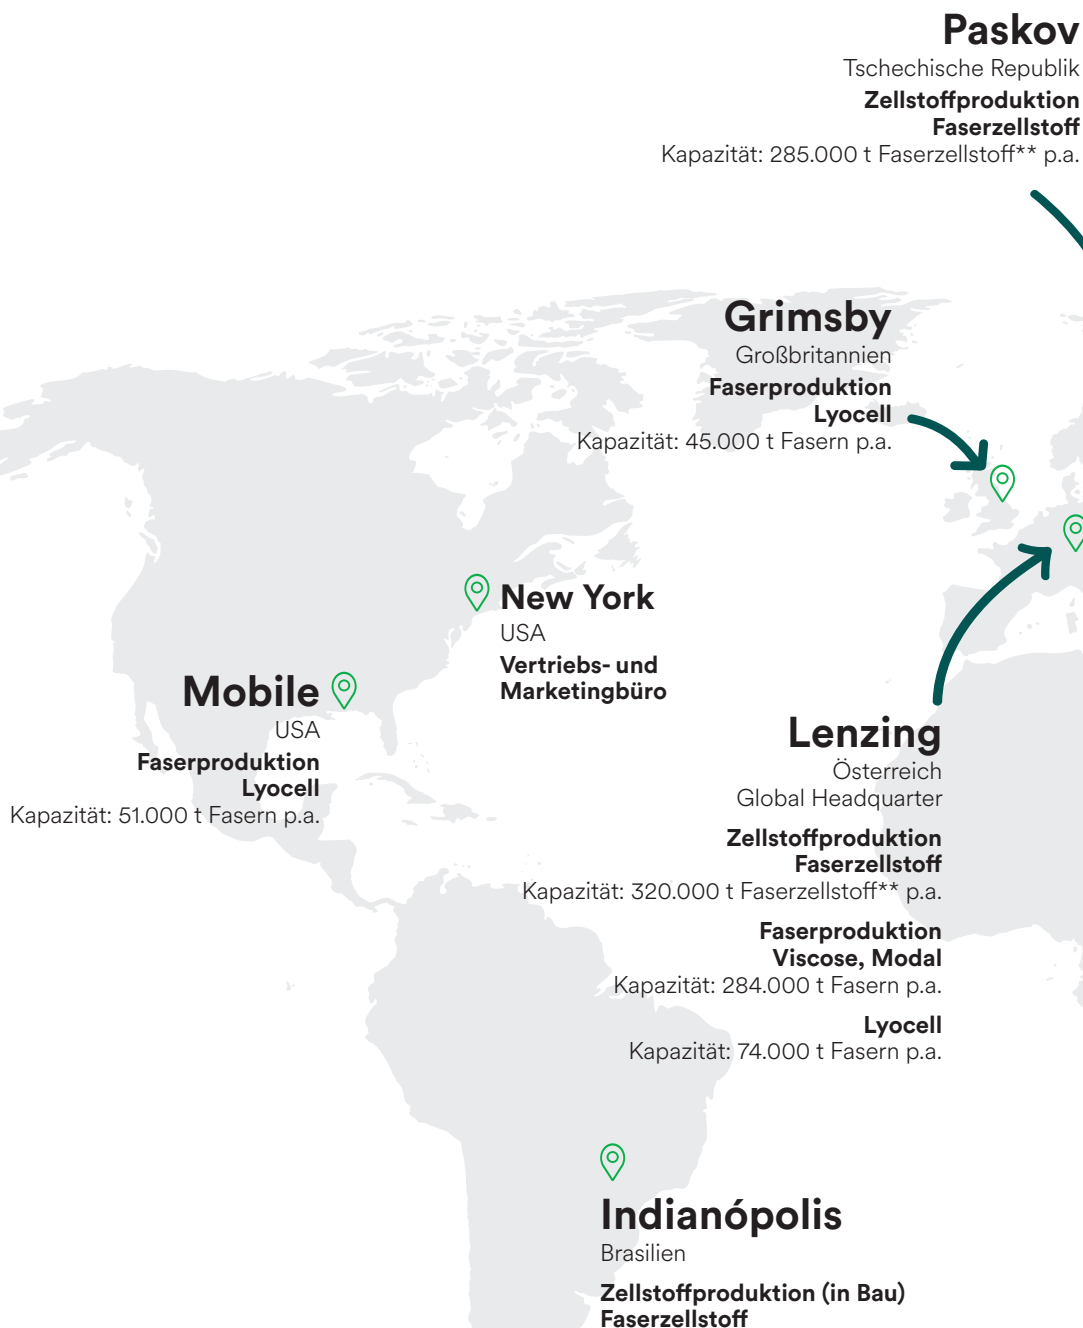 Paskov
Tschechische Republik
Zellstoffproduktion
Faserzellstoff
Kapazität: 285.000 t Faserzellstoff** p.a.
Grimsby
Großbritannien
Faserproduktion
Lyocell
Kapazität: 45.000 t Fasern p.a.
New York
USA
Vertriebs- und
Marketingbüro
Mobile
USA
Faserproduktion
Lyocell
Kapazität: 51.000 t Fasern p.a.
Lenzing
Österreich
Global Headquarter
Zellstoffproduktion
Faserzellstoff
Kapazität: 320.000 t Faserzellstoff** p.a.
Faserproduktion
Viscose, Modal
Kapazität: 284.000 t Fasern p.a.
Lyocell
Kapazität: 74.000 t Fasern p.a.
Indianópolis
Brasilien
Zellstoffproduktion (in Bau)
Faserzellstoff